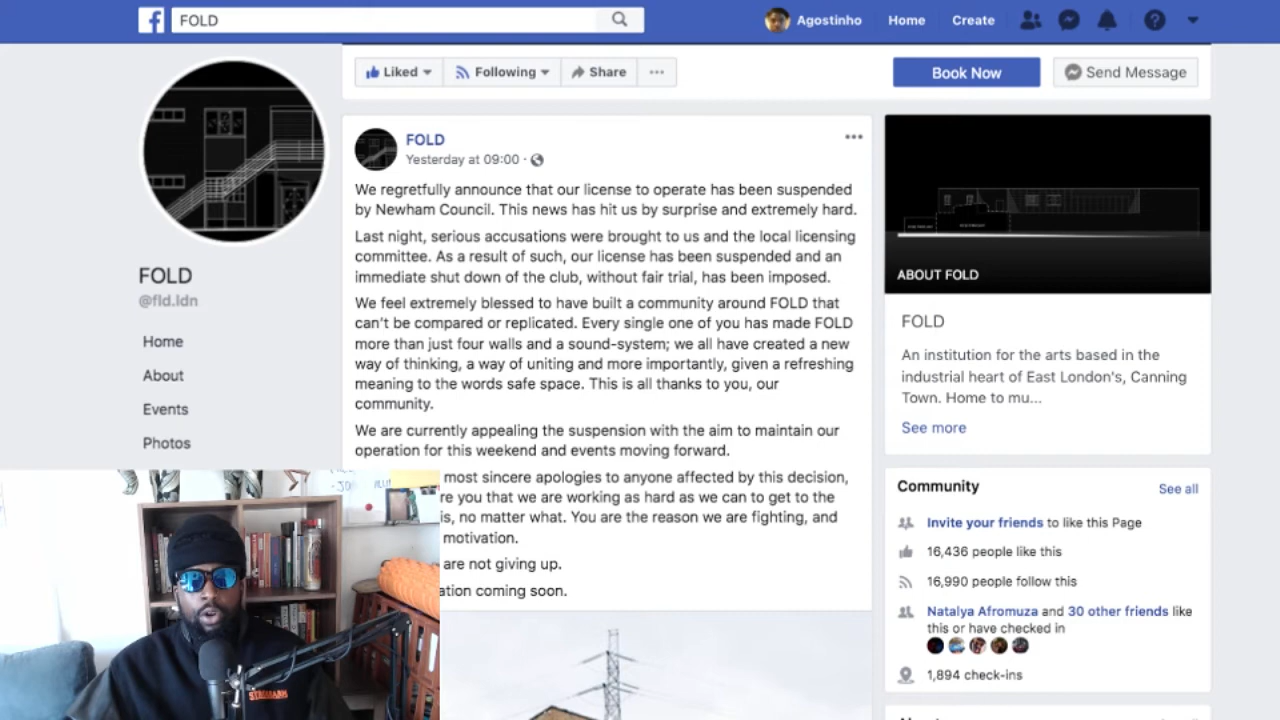 FOLD
Agostinho
Home
Create
Liked
Following
Share
Book Now
Send Message
FOLD
@fld.ldn
Home
About
Events
Photos
FOLD
Yesterday at 09:00 ·
We regretfully announce that our license to operate has been suspended
by Newham Council. This news has hit us by surprise and extremely hard.
Last night, serious accusations were brought to us and the local licensing
committee. As a result of such, our license has been suspended and an
immediate shut down of the club, without fair trial, has been imposed.
We feel extremely blessed to have built a community around FOLD that
can't be compared or replicated. Every single one of you has made FOLD
more than just four walls and a sound-system; we all have created a new
way of thinking, a way of uniting and more importantly, given a refreshing
meaning to the words safe space. This is all thanks to you, our
community.
We are currently appealing the suspension with the aim to maintain our
operation for this weekend and events moving forward.
most sincere apologies to anyone affected by this decision,
re you that we are working as hard as we can to get to the
is, no matter what. You are the reason we are fighting, and
motivation.
are not giving up.
ation coming soon.
ABOUT FOLD
FOLD
An institution for the arts based in the
industrial heart of East London's, Canning
Town. Home to mu...
See more
Community
See all
Invite your friends to like this Page
16,436 people like this
16,990 people follow this
Natalya Afromuza and 30 other friends like
this or have checked in
1,894 check-ins